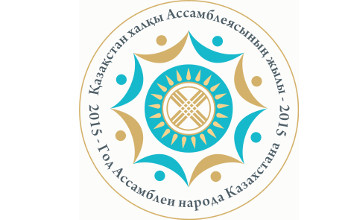 Қазақстан халқы Ассамблеясының жылы - 2015
2015 - Год Ассамблеи народа Казахстана